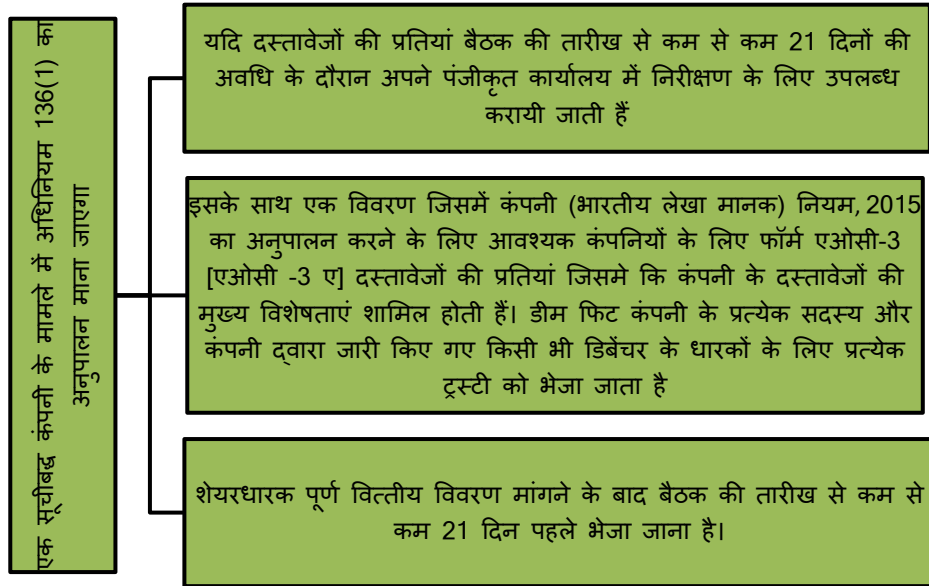 एक सूचीबद्ध कंपनी के मामले में अधिनियम 136(1) का
अनुपालन माना जाएगा
यदि दस्तावेजों की प्रतियां बैठक की तारीख से कम से कम 21 दिनों की
अवधि के दौरान अपने पंजीकृत कार्यालय में निरीक्षण के लिए उपलब्ध
करायी जाती हैं
इसके साथ एक विवरण जिसमें कंपनी (भारतीय लेखा मानक) नियम, 2015
का अनुपालन करने के लिए आवश्यक कंपनियों के लिए फॉर्म एओसी-3
[एओसी -3 ए] दस्तावेजों की प्रतियां जिसमे कि कंपनी के दस्तावेजों की
मुख्य विशेषताएं शामिल होती हैं। डीम फिट कंपनी के प्रत्येक सदस्य और
कंपनी द्वारा जारी किए गए किसी भी डिबेंचर के धारकों के लिए प्रत्येक
ट्रस्टी को भेजा जाता है
शेयरधारक पूर्ण वित्तीय विवरण मांगने के बाद बैठक की तारीख से कम से
कम 21 दिन पहले भेजा जाना है।